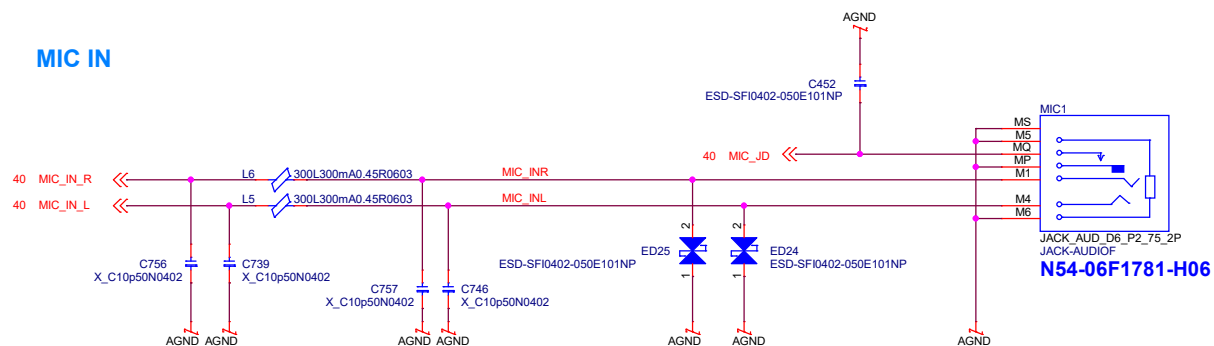 MIC IN
AGND
C452
ESD-SFI0402-050E101NP
MIC1
MS
M5
MQ
MP
M1
M4
M6
40 MIC_JD
40 MIC_IN_R
L6 300L300mA0.45R0603
MIC_INR
40 MIC_IN_L
L5 300L300mA0.45R0603
MIC_INL
JACK_AUD_D6_P2_75_2P
JACK-AUDIOF
N54-06F1781-H06
C756
X_C10p50N0402
C739
X_C10p50N0402
C757
X_C10p50N0402
C746
X_C10p50N0402
2
ED25
ESD-SFI0402-050E101NP
1
2
ED24
ESD-SFI0402-050E101NP
1
AGND AGND AGND AGND AGND AGND AGND